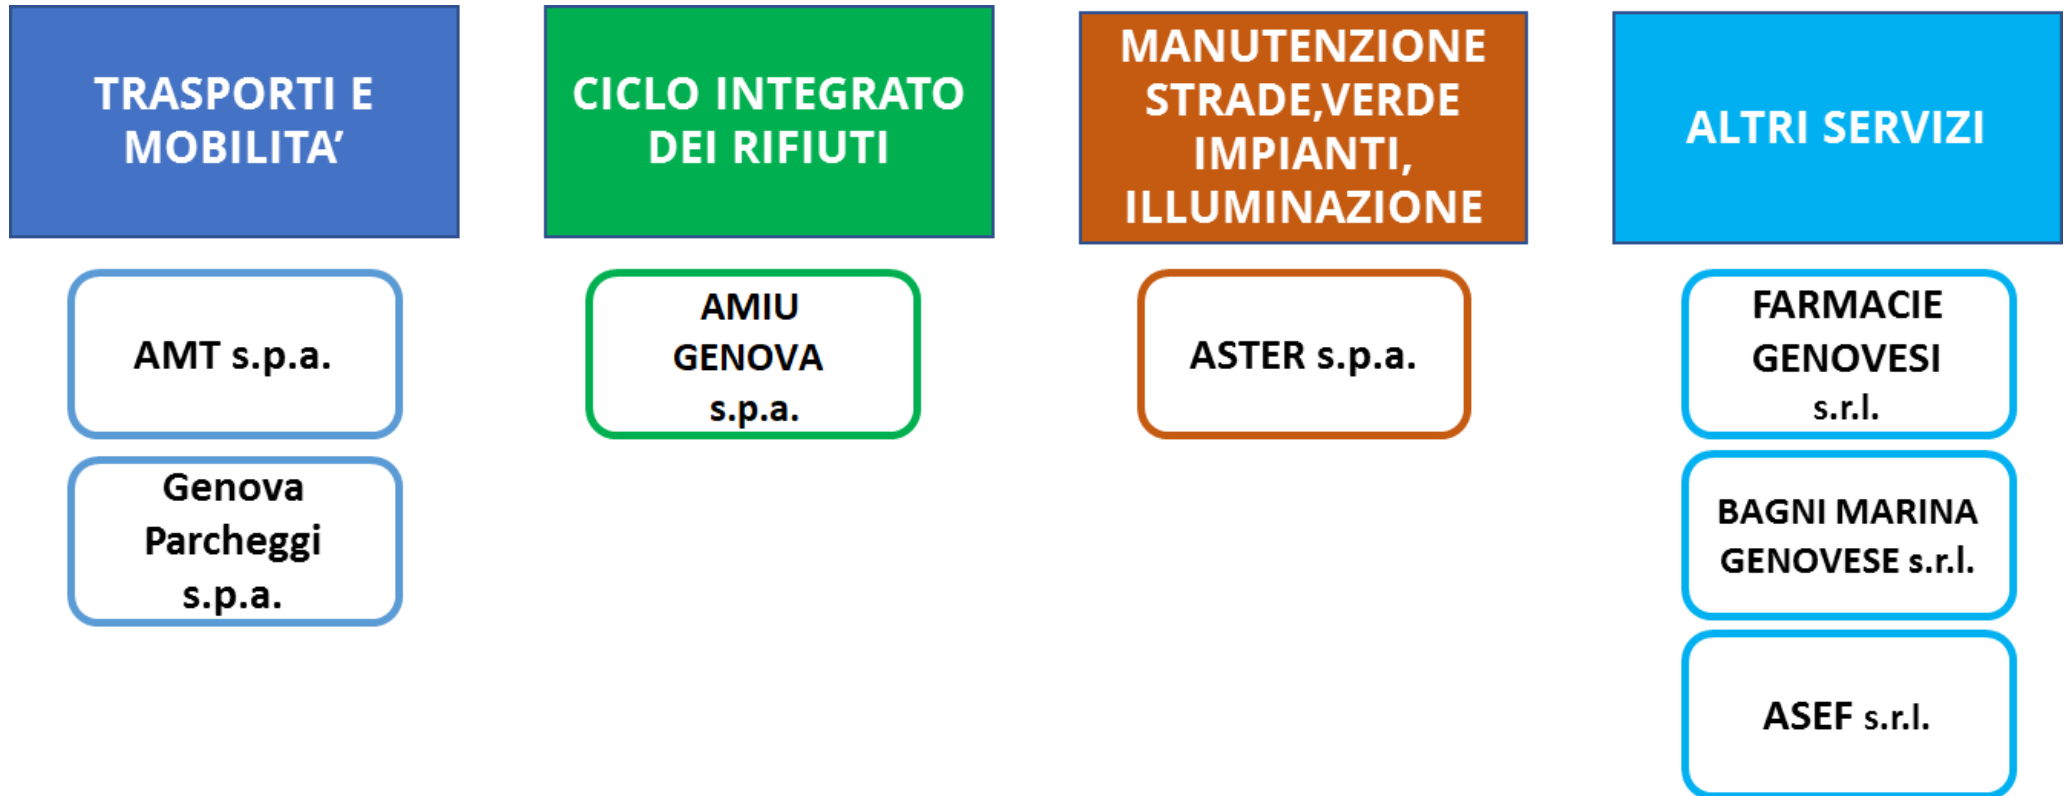 TRASPORTI E
MOBILITA’
CICLO INTEGRATO
DEI RIFIUTI
MANUTENZIONE
STRADE,VERDE
IMPIANTI,
ILLUMINAZIONE
ALTRI SERVIZI
AMT s.p.a.
Genova
Parcheggi
s.p.a.
AMIU
GENOVA
s.p.a.
ASTER s.p.a.
FARMACIE
GENOVESI
s.r.l.
BAGNI MARINA
GENOVESE s.r.l.
ASEF s.r.l.